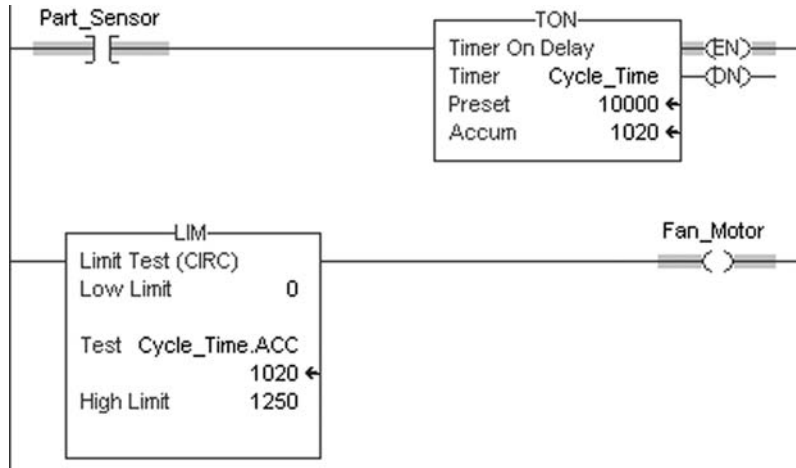 Part_Sensor
TON
Timer On Delay
(EN)
Timer Cycle_Time
(DN)
Preset 10000
Accum 1020
LIM
Fan_Motor
Limit Test (CIRC)
Low Limit 0
Test Cycle_Time.ACC
1020
High Limit 1250